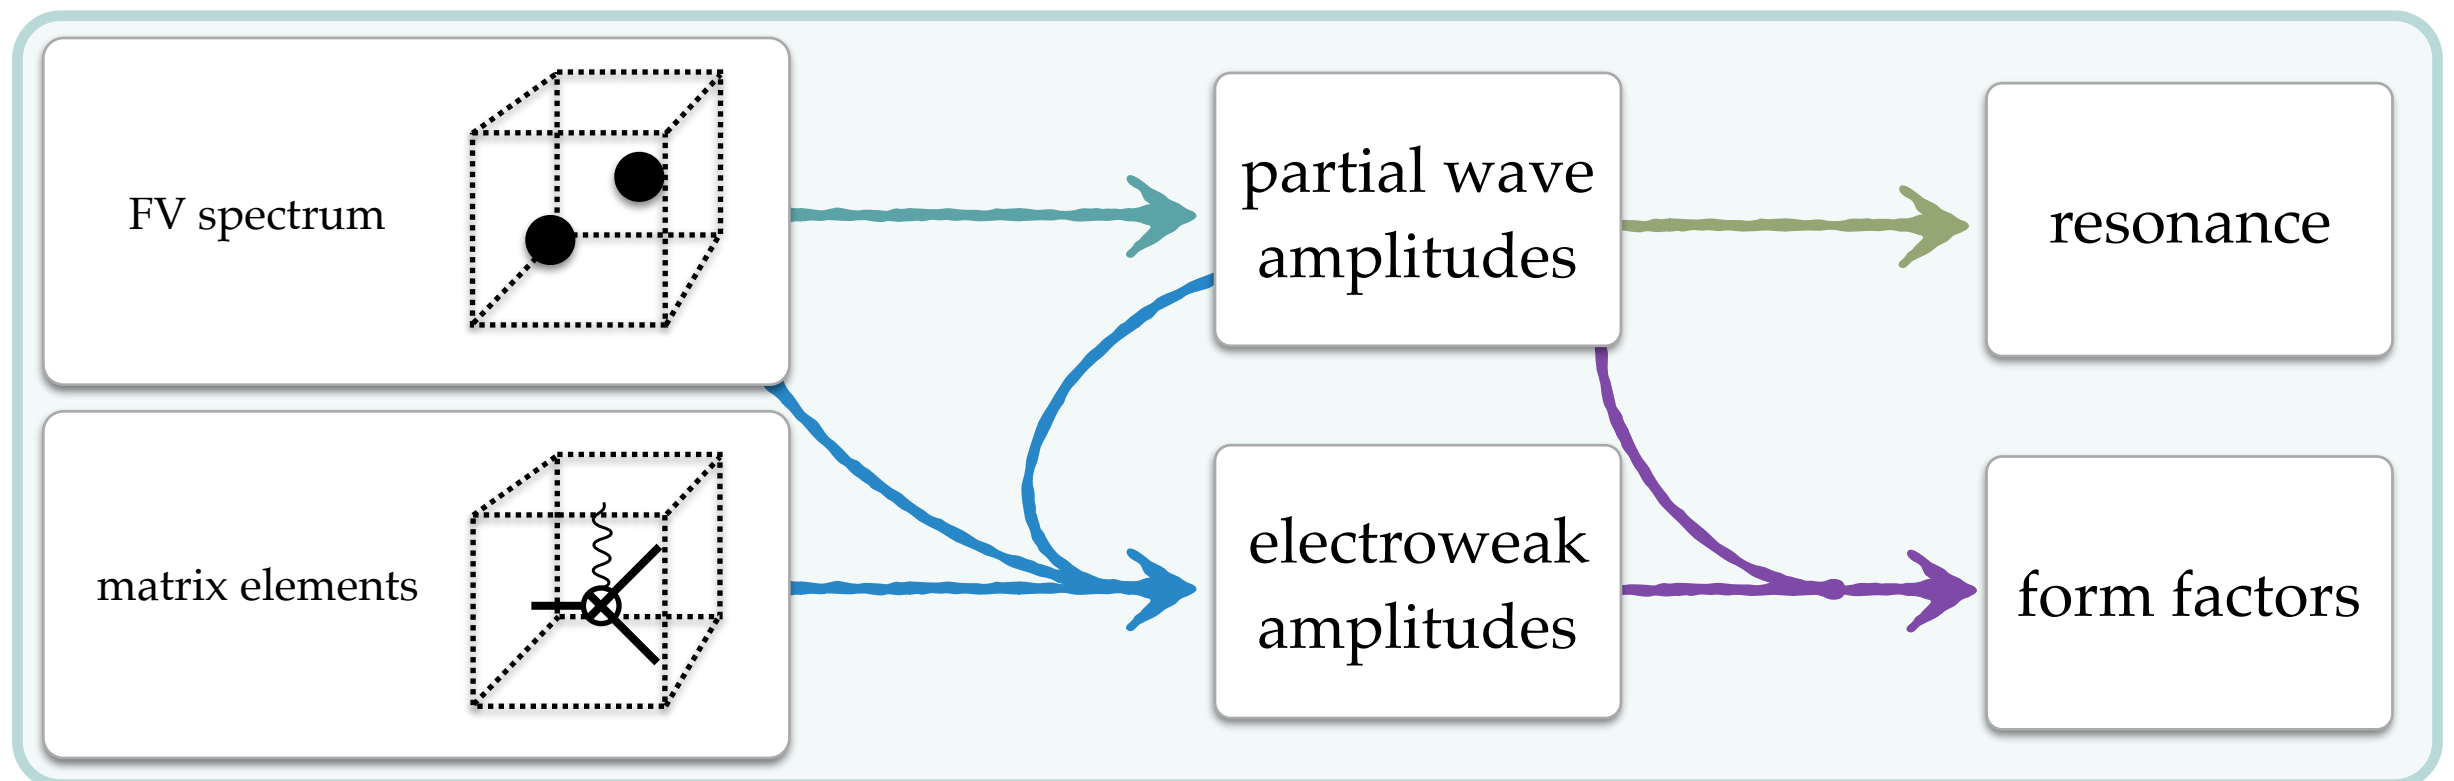 FV spectrum
partial wave
amplitudes
resonance
matrix elements
electroweak
amplitudes
form factors